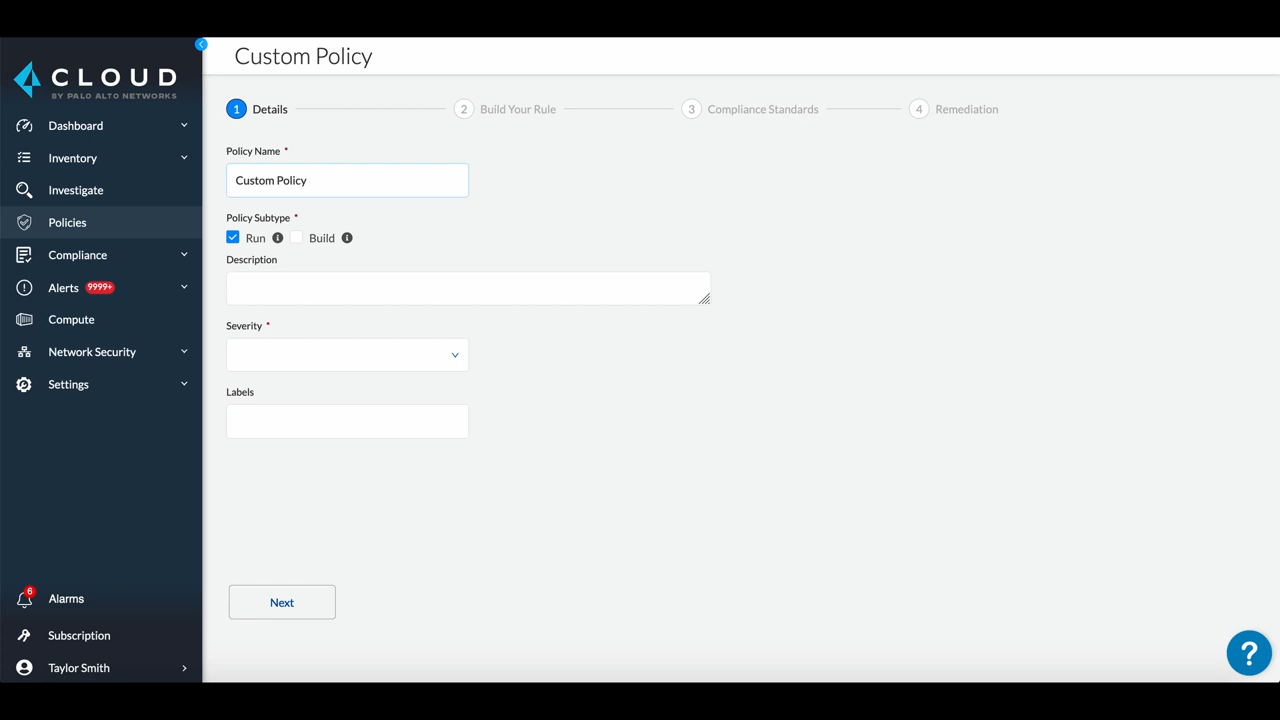 CLOUD
BY PALO ALTO NETWORKS
Dashboard
Inventory
Investigate
Policies
Compliance
Alerts 9999+
Compute
Network Security
Settings
6
Alarms
Subscription
Taylor Smith
Custom Policy
1 Details 2 Build Your Rule 3 Compliance Standards 4 Remediation
Policy Name *
Custom Policy
Policy Subtype *
Run i Build i
Description
Severity *
Labels
Next
?